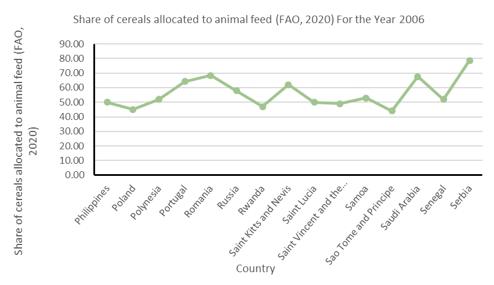 Share of cereals allocated to animal feed (FAO, 2020) For the Year 2006
Share of cereals allocated to animal feed (FAO,
2020)
90.00
80.00
70.00
60.00
50.00
40.00
30.00
20.00
10.00
0.00
Philippines
Poland
Polynesia
Portugal
Romania
Russia
Rwanda
Saint Kitts and Nevis
Saint Lucia
Saint Vincent and the...
Samoa
Sao Tome and Principe
Saudi Arabia
Senegal
Serbia
Country